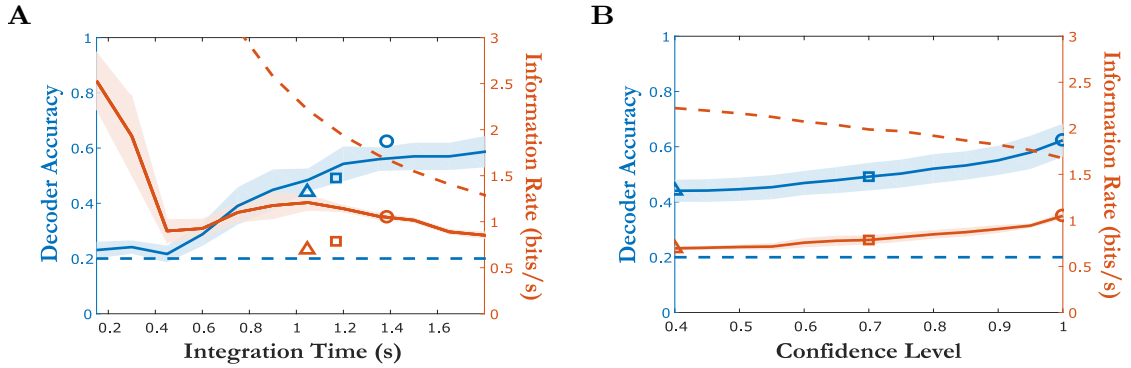 A
Decoder Accuracy
1
0.8
0.6
0.4
0.2
0
0.2 0.4 0.6 0.8 1 1.2 1.4 1.6
Integration Time (s)
3
2.5
2
1.5
1
0.5
0
Information Rate (bits/s)
B
Decoder Accuracy
1
0.8
0.6
0.4
0.2
0
0.4 0.5 0.6 0.7 0.8 0.9 1
Confidence Level
3
2.5
2
1.5
1
0.5
0
Information Rate (bits/s)